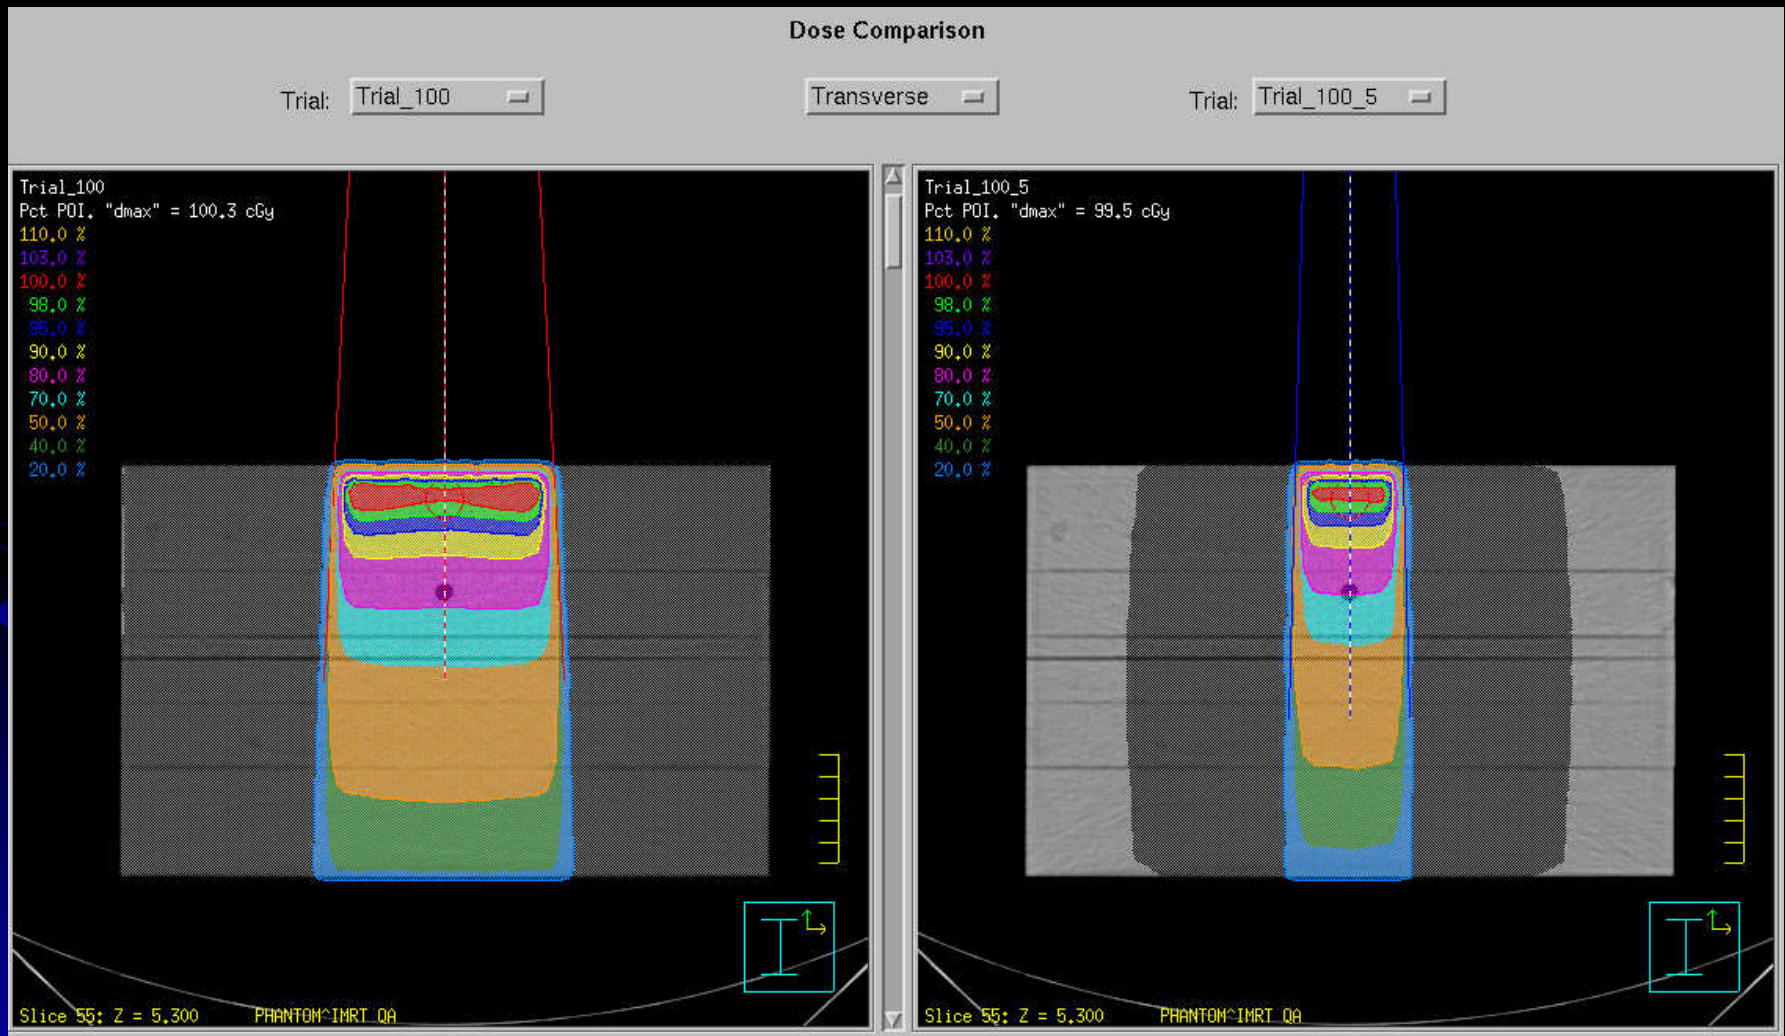 Dose Comparison
Trial: Trial_100 Transverse Trial: Trial_100_5
Trial_100
Pct POI. "dmax" = 100.3 cGy
110.0 %
103.0 %
100.0 %
98.0 %
95.0 %
90.0 %
80.0 %
70.0 %
50.0 %
40.0 %
20.0 %
Slice 55: Z = 5.300 PHANTOM^IMRT QA
Trial_100_5
Pct POI. "dmax" = 99.5 cGy
110.0 %
103.0 %
100.0 %
98.0 %
95.0 %
90.0 %
80.0 %
70.0 %
50.0 %
40.0 %
20.0 %
Slice 55: Z = 5.300 PHANTOM^IMRT QA